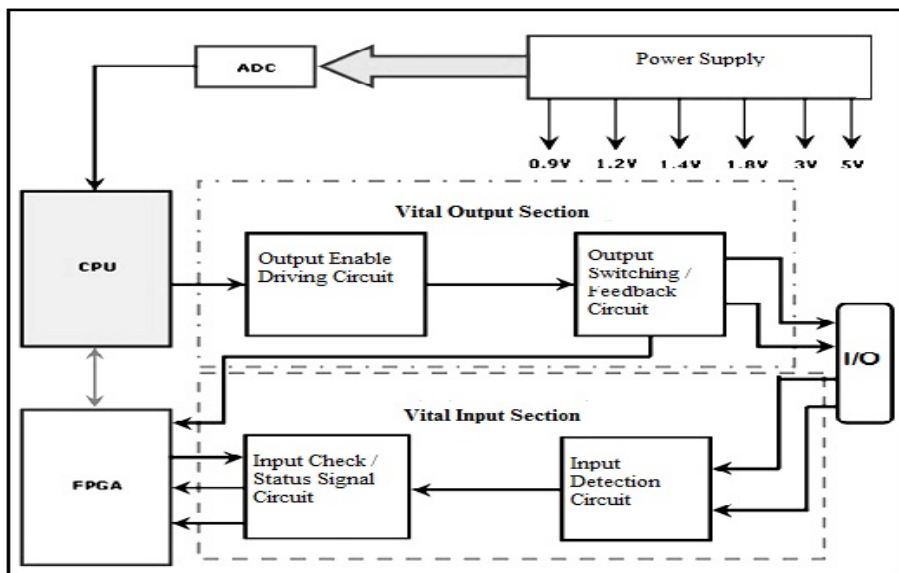 Power Supply
ADC
0.9V 1.2V 1.4V 1.8V 3V 5V
Vital Output Section
CPU
Output Enable
Driving Circuit
Output
Switching /
Feedback
Circuit
I/O
Vital Input Section
FPGA
Input Check /
Status Signal
Circuit
Input
Detection
Circuit